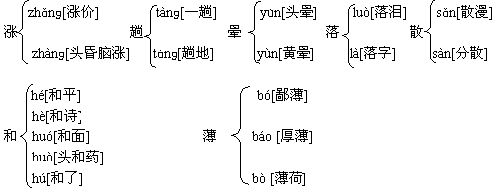 zhǎng[涨价] tàng[一趟] yūn[头晕] luò[落泪] sǎn[散漫]
涨 趟 晕 落 散
zhàng[头昏脑涨] tāng[趟地] yùn[黄晕] là[落字] sàn[分散]
hé[和平] bó[鄙薄]
hè[和诗]
和 huó[和面] 薄 báo [厚薄]
huò[头和药]
hú[和了] bò [薄荷]